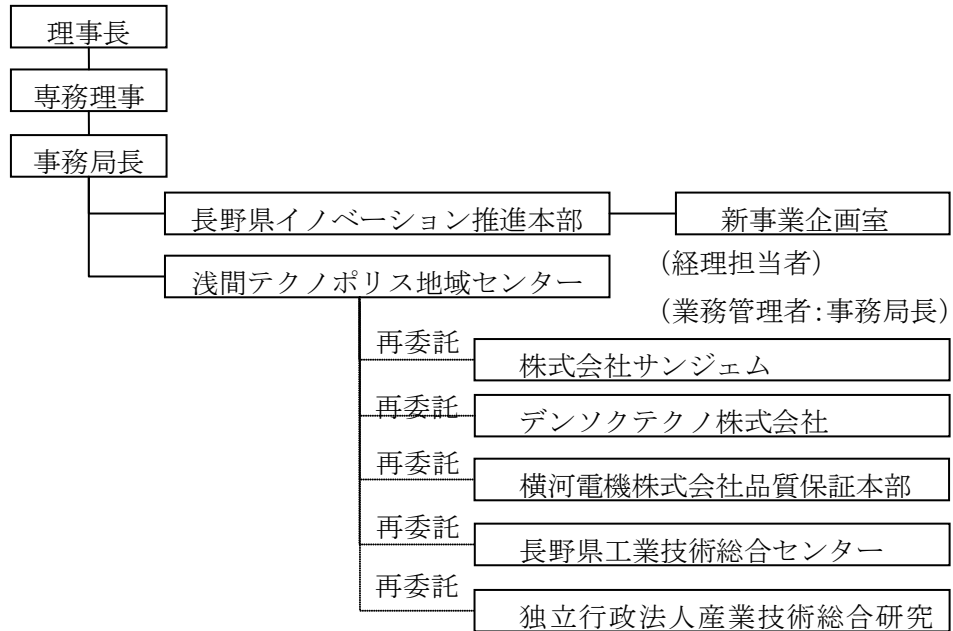 理事長
専務理事
事務局長
長野県イノベーション推進本部
新事業企画室
浅間テクノポリス地域センター
（経理担当者）
（業務管理者：事務局長）
再委託
株式会社サンジェム
再委託
デンソクテクノ株式会社
再委託
横河電機株式会社品質保証本部
再委託
長野県工業技術総合センター
再委託
独立行政法人産業技術総合研究